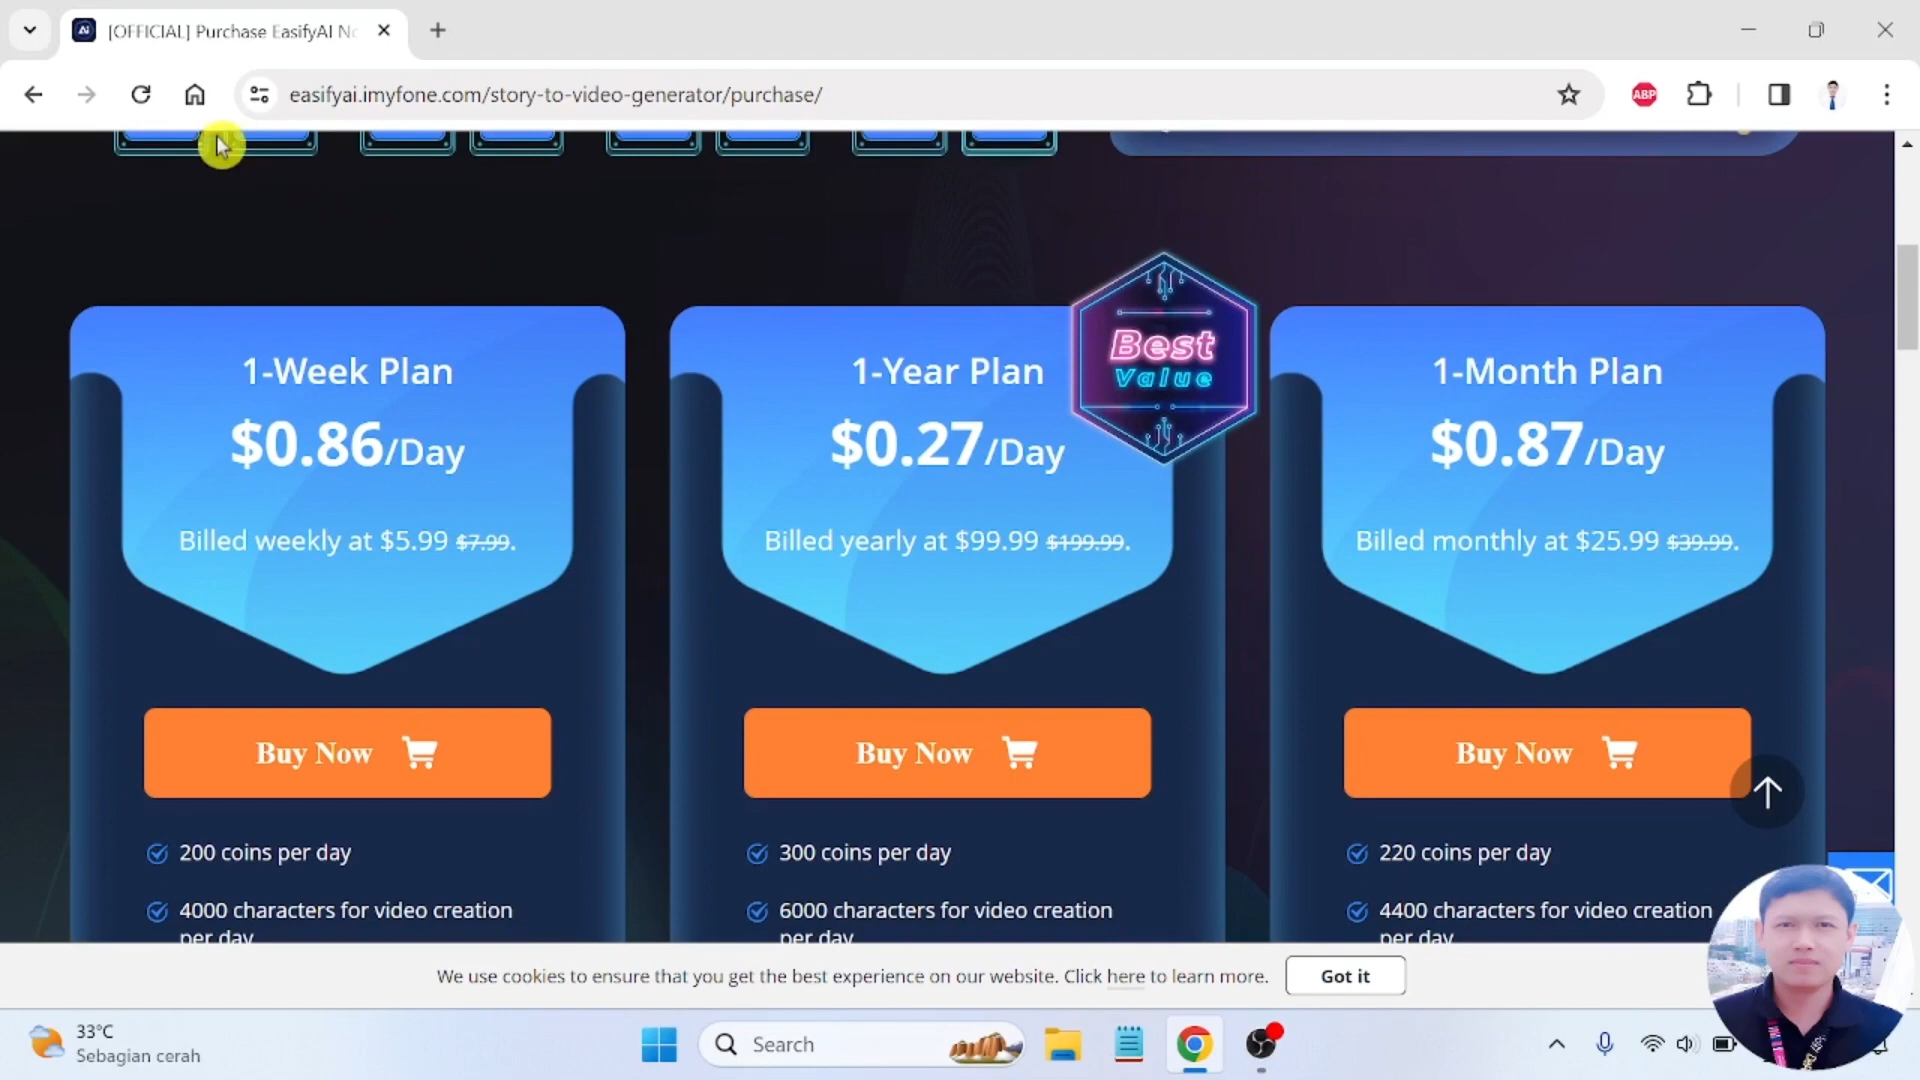 [OFFICIAL] Purchase EasifyAI No
easifyai.imyfone.com/story-to-video-generator/purchase/
ABP
Best
Value
1-Week Plan
$0.86/Day
Billed weekly at $5.99 $7.99.
Buy Now
200 coins per day
4000 characters for video creation
per day
1-Year Plan
$0.27/Day
Billed yearly at $99.99 $199.99.
Buy Now
300 coins per day
6000 characters for video creation
per day
1-Month Plan
$0.87/Day
Billed monthly at $25.99 $39.99.
Buy Now
220 coins per day
4400 characters for video creation
per day
We use cookies to ensure that you get the best experience on our website. Click here to learn more.
Got it
33°C
Sebagian cerah
Search